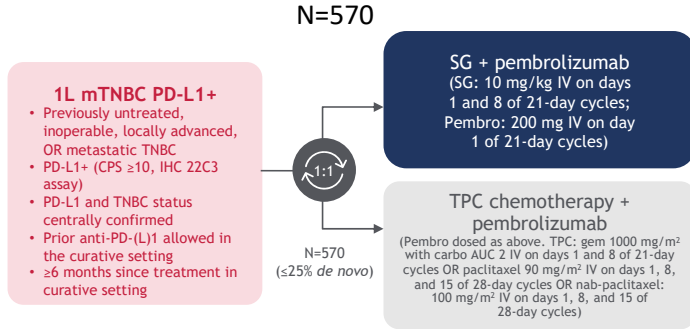 N=570
1L mTNBC PD-L1+
• Previously untreated,
inoperable, locally advanced,
OR metastatic TNBC
• PD-L1+ (CPS ≥10, IHC 22C3
assay)
• PD-L1 and TNBC status
centrally confirmed
• Prior anti-PD-(L)1 allowed in
the curative setting
• ≥6 months since treatment in
curative setting
1:1
N=570
(≤25% de novo)
SG + pembrolizumab
(SG: 10 mg/kg IV on days
1 and 8 of 21-day cycles;
Pembro: 200 mg IV on day
1 of 21-day cycles)
TPC chemotherapy +
pembrolizumab
(Pembro dosed as above. TPC: gem 1000 mg/m²
with carbo AUC 2 IV on days 1 and 8 of 21-day
cycles OR paclitaxel 90 mg/m² IV on days 1, 8,
and 15 of 28-day cycles OR nab-paclitaxel:
100 mg/m² IV on days 1, 8, and 15 of
28-day cycles)